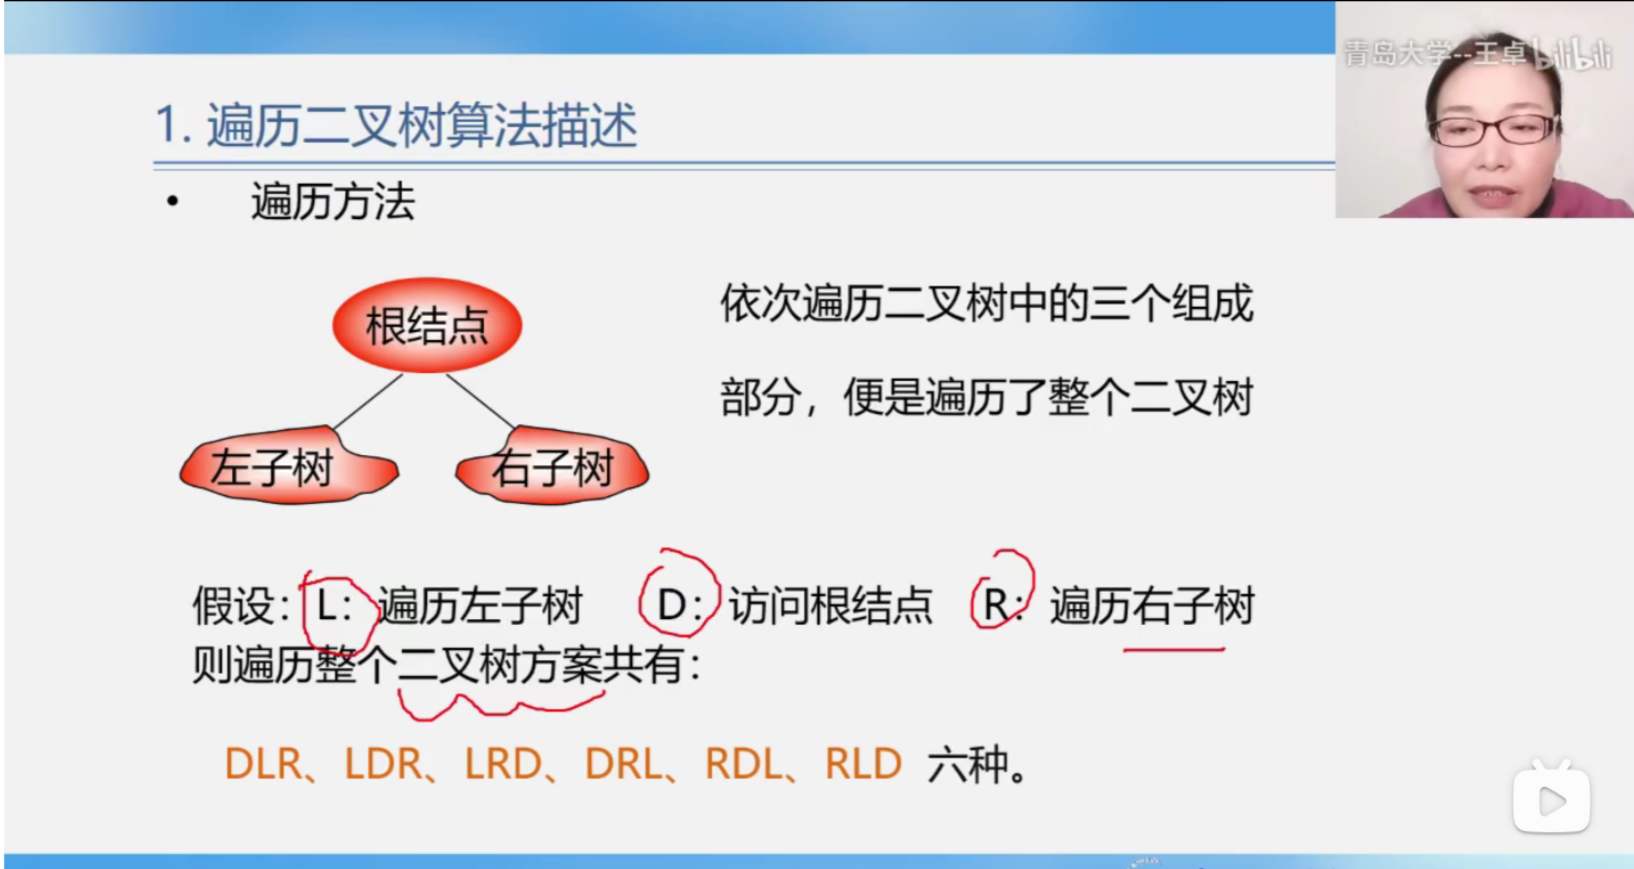 青岛大学--王卓 bilibili
1. 遍历二叉树算法描述
• 遍历方法
根结点
左子树
右子树
依次遍历二叉树中的三个组成
部分，便是遍历了整个二叉树
假设：L：遍历左子树 D：访问根结点 R：遍历右子树
则遍历整个二叉树方案共有：
DLR、LDR、LRD、DRL、RDL、RLD 六种。